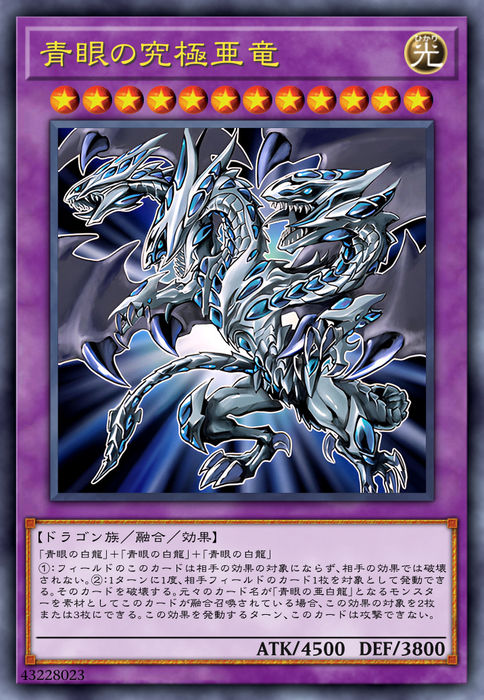 青眼の究極亜竜
ひかり
光
【ドラゴン族／融合／効果】
「青眼の白龍」＋「青眼の白龍」＋「青眼の白龍」
①：フィールドのこのカードは相手の効果の対象にならず、相手の効果では破壊
されない。②：1ターンに1度、相手フィールドのカード1枚を対象として発動でき
る。そのカードを破壊する。元々のカード名が「青眼の亜白龍」となるモンスタ
ーを素材としてこのカードが融合召喚されている場合、この効果の対象を2枚
または3枚にできる。この効果を発動するターン、このカードは攻撃できない。
ATK/4500 DEF/3800
43228023